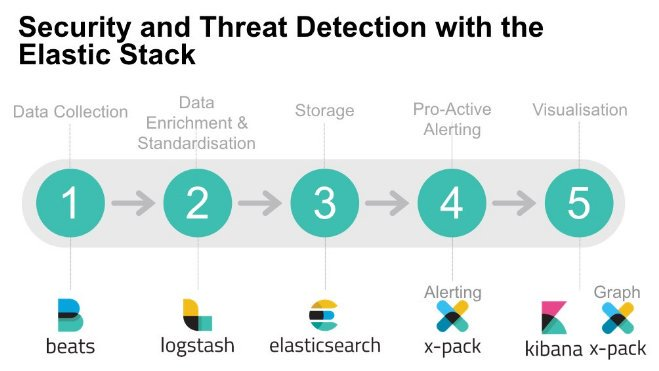 Security and Threat Detection with the
Elastic Stack
Data Collection
Data
Enrichment &
Standardisation
Storage
Pro-Active
Alerting
Visualisation
1
2
3
4
5
beats
logstash
elasticsearch
Alerting
x-pack
kibana
Graph
x-pack